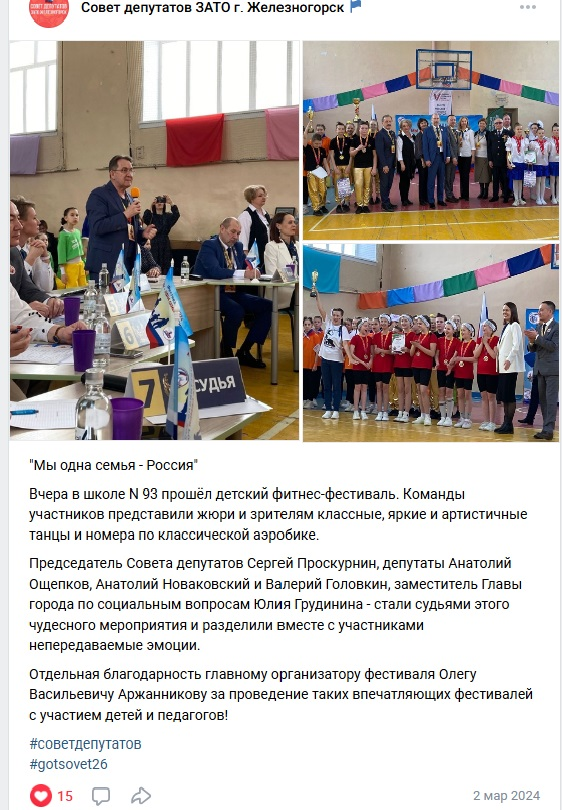 СОВЕТ ДЕПУТАТОВ
Совет депутатов ЗАТО г. Железногорск
7 СУДЬЯ
6
"Мы одна семья - Россия"
Вчера в школе N 93 прошёл детский фитнес-фестиваль. Команды
участников представили жюри и зрителям классные, яркие и артистичные
танцы и номера по классической аэробике.
Председатель Совета депутатов Сергей Проскурнин, депутаты Анатолий
Ощепков, Анатолий Новаковский и Валерий Головкин, заместитель Главы
города по социальным вопросам Юлия Грудинина - стали судьями этого
чудесного мероприятия и разделили вместе с участниками
непередаваемые эмоции.
Отдельная благодарность главному организатору фестиваля Олегу
Васильевичу Аржанникову за проведение таких впечатляющих фестивалей
с участием детей и педагогов!
#советдепутатов
#gotsovet26
15
2 мар 2024